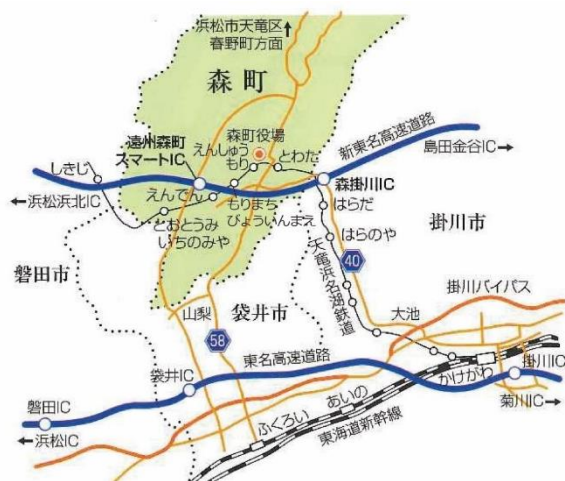 浜松市天竜区
春野町方面
森町
森町役場
遠州森町
スマートIC
えんしゅう
もり
とわた
新東名高速道路
島田金谷IC→
しきじ
えんでん
森掛川IC
←浜松浜北IC
もりまち
びょういんまえ
はらだ
とおとうみ
いちのみや
はらのや
掛川市
磐田市
天竜浜名湖鉄道
40
掛川バイパス
山梨
袋井市
大池
58
東名高速道路
袋井IC
かけがわ
掛川IC
磐田IC
あいの
ふくろい
菊川IC→
←浜松IC
東海道新幹線